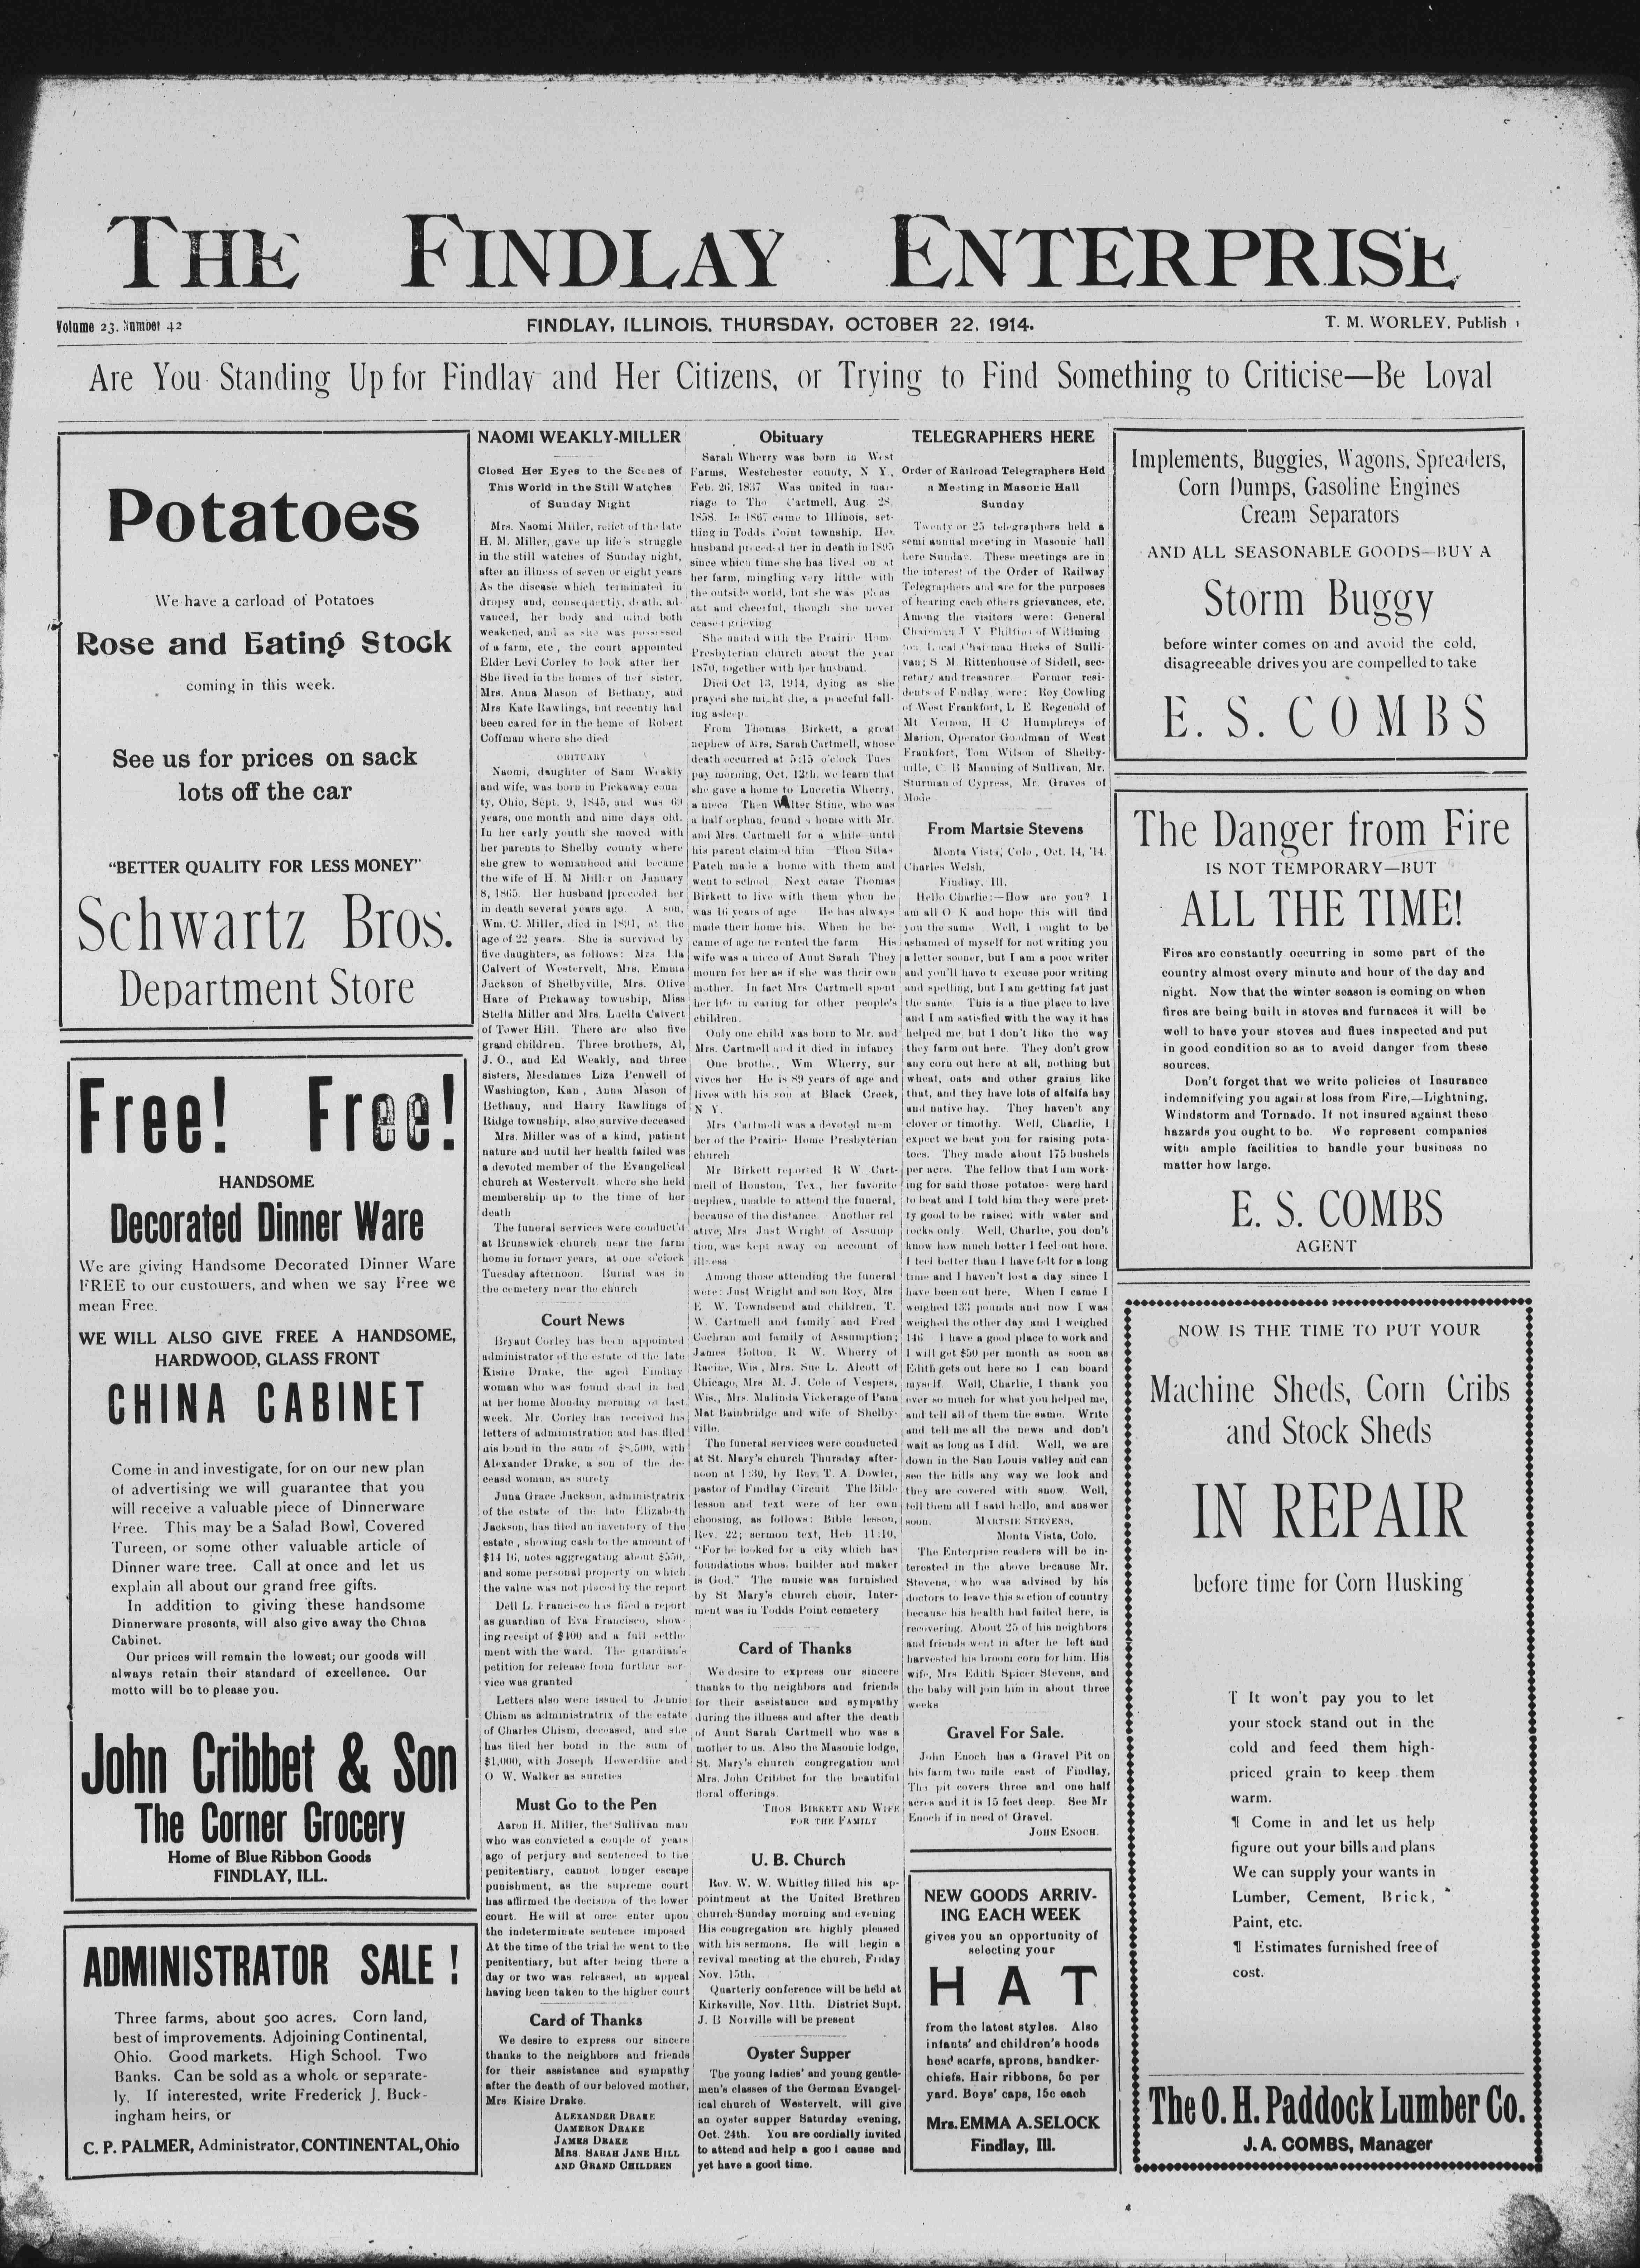 THE FINDLAY ENTERPRISE
Volume 23. Number 42
FINDLAY, ILLINOIS, THURSDAY, OCTOBER 22, 1914.
T. M. WORLEY, Publish
Are You Standing Up for Findlay and Her Citizens, or Trying to Find Something to Criticise—Be Loyal
Potatoes
We have a carload of Potatoes
Rose and Eating Stock
coming in this week.
See us for prices on sack
lots off the car
"BETTER QUALITY FOR LESS MONEY"
Schwartz Bros.
Department Store
Free! Free!
HANDSOME
Decorated Dinner Ware
We are giving Handsome Decorated Dinner Ware
FREE to our customers, and when we say Free we
mean Free.
WE WILL ALSO GIVE FREE A HANDSOME,
HARDWOOD, GLASS FRONT
CHINA CABINET
Come in and investigate, for on our new plan
of advertising we will guarantee that you
will receive a valuable piece of Dinnerware
Free. This may be a Salad Bowl, Covered
Tureen, or some other valuable article of
Dinner ware tree. Call at once and let us
explain all about our grand free gifts.
In addition to giving these handsome
Dinnerware presents, will also give away the China
Cabinet.
Our prices will remain the lowest; our goods will
always retain their standard of excellence. Our
motto will be to please you.
John Cribbet & Son
The Corner Grocery
Home of Blue Ribbon Goods
FINDLAY, ILL.
ADMINISTRATOR SALE !
Three farms, about 500 acres. Corn land,
best of improvements. Adjoining Continental,
Ohio. Good markets. High School. Two
Banks. Can be sold as a whole or separate-
ly. If interested, write Frederick J. Buck-
ingham heirs, or
C. P. PALMER, Administrator, CONTINENTAL, Ohio
NAOMI WEAKLY-MILLER
Closed Her Eyes to the Scenes of
This World in the Still Watches
of Sunday Night
Mrs. Naomi Miller, relict of the late
H. M. Miller, gave up life's struggle
in the still watches of Sunday night,
after an illness of seven or eight years
As the disease which terminated in
dropsy and, consequently, death, ad-
vanced, her body and mind both
weakened, and as she was possessed
of a farm, etc, the court appointed
Elder Levi Corley to look after her
She lived in the homes of her sister,
Mrs. Anna Mason of Bethany, and
Mrs Kate Rawlings, but recently had
been cared for in the home of Robert
Coffman where she died
OBITUARY
Naomi, daughter of Sam Weakly
and wife, was born in Pickaway coun
ty, Ohio, Sept. 9, 1845, and was 69
years, one month and nine days old.
In her early youth she moved with
her parents to Shelby county where
she grew to womanhood and became
the wife of H. M Miller on January
8, 1865. Her husband preceded her
in death several years ago. A son,
Wm. C. Miller, died in 1891, at the
age of 22 years. She is survived by
five daughters, as follows: Mrs Ida
Calvert of Westervelt, Mrs. Emma
Jackson of Shelbyville, Mrs. Olive
Hare of Pickaway township, Miss
Stella Miller and Mrs. Luella Calvert
of Tower Hill. There are also five
grand children. Three brothers, Al,
J. O., and Ed Weakly, and three
sisters, Mesdames Liza Penwell of
Washington, Kan, Anna Mason of
Bethany, and Harry Rawlings of
Ridge township, also survive deceased
Mrs. Miller was of a kind, patient
nature and until her health failed was
a devoted member of the Evangelical
church at Westervelt where she held
membership up to the time of her
death
The funeral services were conduct'd
at Brunswick church near the farm
home in former years, at one o'clock
Tuesday afternoon. Burial was in
the cemetery near the church
Court News
Bryant Corley has been appointed
administrator of the estate of the late
Kisire Drake, the aged Findlay
woman who was found dead in bed
at her home Monday morning of last
week. Mr. Corley has received his
letters of administration and has filed
his bond in the sum of $8,500, with
Alexander Drake, a son of the de-
ceasd woman, as surety
Juna Grace Jackson, administratrix
of the estate of the late Elizabeth
Jackson, has filed an inventory of the
estate, showing cash to the amount of
$14 16, notes aggregating about $550,
and some personal property on which
the value was not placed by the report
Dell L. Francisco has filed a report
as guardian of Eva Francisco, show-
ing receipt of $400 and a full settle-
ment with the ward. The guardian's
petition for release from furthur ser-
vice was granted
Letters also were issued to Jennie
Chism as administratrix of the estate
of Charles Chism, deceased, and she
has filed her bond in the sum of
$1,000, with Joseph Howerdine and
O W. Walker as sureties
Must Go to the Pen
Aaron H. Miller, the Sullivan man
who was convicted a couple of years
ago of perjury and sentenced to the
penitentiary, cannot longer escape
punishment, as the supreme court
has affirmed the decision of the lower
court. He will at once enter upon
the indeterminate sentence imposed
At the time of the trial he went to the
penitentiary, but after being there a
day or two was released, an appeal
having been taken to the higher court
Card of Thanks
We desire to express our sincere
thanks to the neighbors and friends
for their assistance and sympathy
after the death of our beloved mother,
Mrs. Kisire Drake.
ALEXANDER DRAKE
CAMERON DRAKE
JAMES DRAKE
MRS. SARAH JANE HILL
AND GRAND CHILDREN
Obituary
Sarah Wherry was born in West
Farms, Westchester county, N Y.,
Feb. 26, 1837 Was united in mar-
riage to Cartmell, Aug. 28,
1858. In 1867 came to Illinois, set-
tling in Todds Point township. Her
husband preceded her in death in 1895
since which time she has lived on at
her farm, mingling very little with
the outside world, but she was pleas
ant and cheerful, though she never
ceased grieving
She united with the Prairie Home
Presbyterian church about the year
1870, together with her husband.
Died Oct 13, 1914, dying as she
prayed she might die, a peaceful fall-
ing asleep.
From Thomas Birkett, a great
nephew of Mrs. Sarah Cartmell, whose
death occurred at 5:15 o'clock Tues
pay morning, Oct. 12th, we learn that
she gave a home to Lucretia Wherry,
a niece Then Walter Stine, who was
a half orphan, found a home with Mr.
and Mrs. Cartmell for a while until
his parent claimed him Then Silas
Patch made a home with them and
went to school Next came Thomas
Birkett to live with them when he
was 16 years of age He has always
made their home his. When he be-
came of age he rented the farm His
wife was a niece of Aunt Sarah They
mourn for her as if she was their own
mother. In fact Mrs Cartmell spent
her life in caring for other people's
children.
Only one child was born to Mr. and
Mrs. Cartmell and it died in infancy
One brothe., Wm Wherry, sur
vives her He is 89 years of age and
lives with his son at Black Creek,
N Y.
Mrs Cartmell was a devoted mem
ber of the Prairie Home Presbyterian
church
Mr Birkett reported R W. Cart-
mell of Houston, Tex., her favorite
nephew, unable to attend the funeral,
because of the distance. Another rel
ative, Mrs Just Wright of Assump
tion, was kept away on account of
illness
Among those attending the funeral
were: Just Wright and son Roy, Mrs
E W. Townsend and children, T.
W. Cartmell and family and Fred
Cochran and family of Assumption;
James Bolton, R W. Wherry of
Racine, Wis, Mrs. Sue L. Alcott of
Chicago, Mrs M. J. Cole of Vespers,
Wis., Mrs. Malinda Vickerage of Pana
Mat Bainbridge and wife of Shelby-
ville.
The funeral services were conducted
at St. Mary's church Thursday after-
noon at 1:30, by Rev. T. A. Dowler,
pastor of Findlay Circuit The Bible
lesson and text were of her own
choosing, as follows: Bible lesson,
Rev. 22; sermon text, Heb 11:10,
"For he looked for a city which has
foundations whose builder and maker
is God." The music was furnished
by St Mary's church choir, Inter-
ment was in Todds Point cemetery
Card of Thanks
We desire to express our sincere
thanks to the neighbors and friends
for their assistance and sympathy
during the illness and after the death
of Aunt Sarah Cartmell who was a
mother to us. Also the Masonic lodge,
St. Mary's church congregation and
Mrs. John Cribbet for the beautiful
floral offerings.
THOS BIRKETT AND WIFE
FOR THE FAMILY
U. B. Church
Rev. W. W. Whitley filled his ap-
pointment at the United Brethren
church Sunday morning and evening
His congregation are highly pleased
with his sermons. He will begin a
revival meeting at the church, Friday
Nov. 15th.
Quarterly conference will be held at
Kirksville, Nov. 11th. District Supt.
J. B Norville will be present
Oyster Supper
The young ladies' and young gentle-
men's classes of the German Evangel-
ical church of Westervelt, will give
an oyster supper Saturday evening,
Oct. 24th. You are cordially invited
to attend and help a good cause and
yet have a good time.
TELEGRAPHERS HERE
Order of Railroad Telegraphers Held
a Meeting in Masonic Hall
Sunday
Twenty or 25 telegraphers held a
semi annual meeting in Masonic hall
here Sunday. These meetings are in
the interest of the Order of Railway
Telegraphers and are for the purposes
of hearing each others grievances, etc.
Among the visitors were: General
Chairman J V of Willming
ton, Local Chairman Hicks of Sulli-
van; S M. Rittenhouse of Sidell, sec-
retary and treasurer Former resi-
dents of Findlay were: Roy Cowling
of West Frankfort, L E Regenold of
Mt Vernon, H C Humphreys of
Marion, Operator Goodman of West
Frankfort, Tom Wilson of Shelby-
ville, C. B Manning of Sullivan, Mr.
Sturman of Cypress, Mr. Graves of
Mode
From Martsie Stevens
Monta Vista, Colo, Oct. 14, '14.
Charles Welsh,
Findlay, Ill.
Hello Charlie:—How are you? I
am all O K and hope this will find
you the same Well, I ought to be
ashamed of myself for not writing you
a letter sooner, but I am a poor writer
and you'll have to excuse poor writing
and spelling, but I am getting fat just
the same This is a fine place to live
and I am satisfied with the way it has
helped me, but I don't like the way
they farm out here. They don't grow
any corn out here at all, nothing but
wheat, oats and other grains like
that, and they have lots of alfalfa hay
and native hay. They haven't any
clover or timothy. Well, Charlie, I
expect we beat you for raising pota-
toes. They made about 175 bushels
per acre. The fellow that I am work-
ing for said those potatoes were hard
to beat and I told him they were pret-
ty good to be raised with water and
rocks only Well, Charlie, you don't
know how much better I feel out here.
I feel better than I have felt for a long
time and I haven't lost a day since I
have been out here. When I came I
weighed 133 pounds and now I was
weighed the other day and I weighed
146 I have a good place to work and
I will get $50 per month as soon as
Edith gets out here so I can board
myself. Well, Charlie, I thank you
ever so much for what you helped me,
and tell all of them the same. Write
and tell me all the news and don't
wait as long as I did. Well, we are
down in the San Louis valley and can
see the hills any way we look and
they are covered with snow. Well,
tell them all I said hello, and answer
soon. MARTSIE STEVENS,
Monta Vista, Colo.
The Enterprise readers will be in-
terested in the above because Mr.
Stevens, who was advised by his
doctors to leave this section of country
because his health had failed here, is
recovering. About 25 of his neighbors
and friends went in after he left and
harvested his broom corn for him. His
wife, Mrs Edith Spicer Stevens, and
the baby will join him in about three
weeks
Gravel For Sale.
John Enoch has a Gravel Pit on
his farm two mile east of Findlay,
The pit covers three and one half
acres and it is 15 feet deep. See Mr
Enoch if in need of Gravel.
JOHN ENOCH.
NEW GOODS ARRIV-
ING EACH WEEK
gives you an opportunity of
selecting your
HAT
from the latest styles. Also
infants' and children's hoods
head scarfs, aprons, handker-
chiefs. Hair ribbons, 5c per
yard. Boys' caps, 15c each
Mrs. EMMA A. SELOCK
Findlay, Ill.
Implements, Buggies, Wagons, Spreaders,
Corn Dumps, Gasoline Engines
Cream Separators
AND ALL SEASONABLE GOODS—BUY A
Storm Buggy
before winter comes on and avoid the cold,
disagreeable drives you are compelled to take
E. S. COMBS
The Danger from Fire
IS NOT TEMPORARY—BUT
ALL THE TIME!
Fires are constantly occurring in some part of the
country almost every minute and hour of the day and
night. Now that the winter season is coming on when
fires are being built in stoves and furnaces it will be
well to have your stoves and flues inspected and put
in good condition so as to avoid danger from these
sources.
Don't forget that we write policies of Insurance
indemnifying you against loss from Fire,—Lightning,
Windstorm and Tornado. If not insured against these
hazards you ought to be. We represent companies
with ample facilities to handle your business no
matter how large.
E. S. COMBS
AGENT
NOW IS THE TIME TO PUT YOUR
Machine Sheds, Corn Cribs
and Stock Sheds
IN REPAIR
before time for Corn Husking
¶ It won't pay you to let
your stock stand out in the
cold and feed them high-
priced grain to keep them
warm.
¶ Come in and let us help
figure out your bills and plans
We can supply your wants in
Lumber, Cement, Brick,
Paint, etc.
¶ Estimates furnished free of
cost.
The O. H. Paddock Lumber Co.
J. A. COMBS, Manager